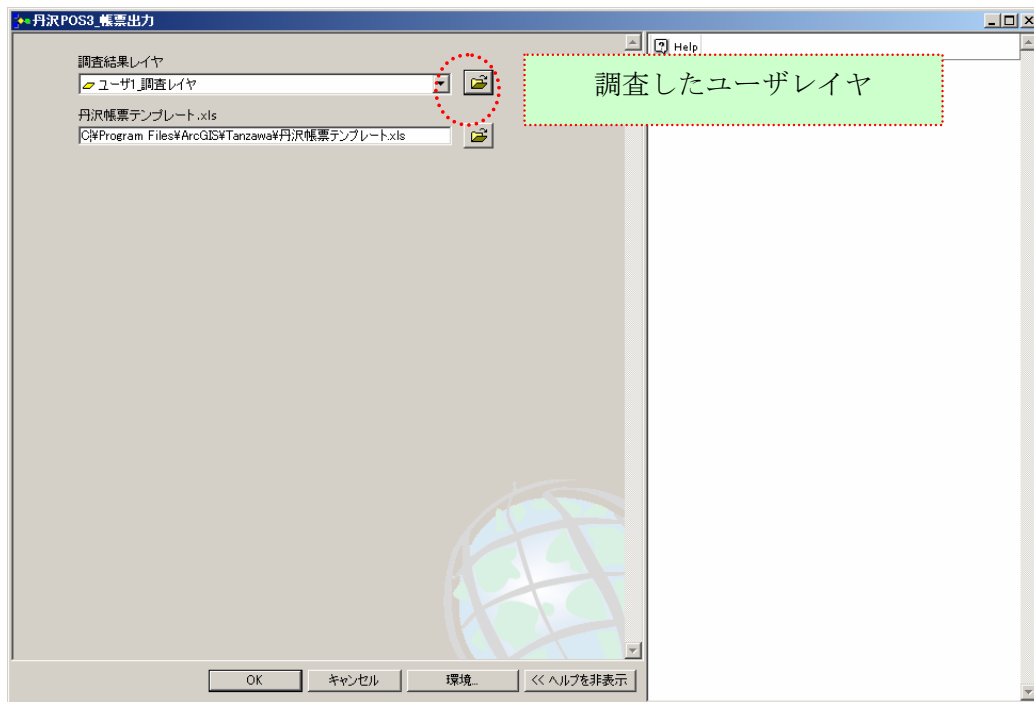 丹沢POS3_帳票出力
調査結果レイヤ
ユーザ1_調査レイヤ
丹沢帳票テンプレート.xls
C:¥Program Files¥ArcGIS¥Tanzawa¥丹沢帳票テンプレート.xls
Help
調査したユーザレイヤ
OK
キャンセル
環境...
<< ヘルプを非表示